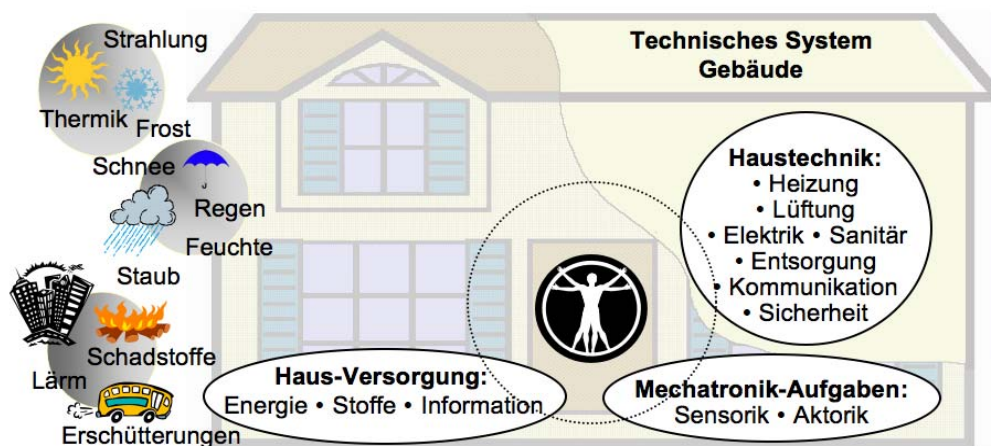 Strahlung
Thermik
Frost
Schnee
Regen
Feuchte
Staub
Schadstoffe
Lärm
Erschütterungen
Technisches System
Gebäude
Haustechnik:
• Heizung
• Lüftung
• Elektrik • Sanitär
• Entsorgung
• Kommunikation
• Sicherheit
Haus-Versorgung:
Energie • Stoffe • Information
Mechatronik-Aufgaben:
Sensorik • Aktorik